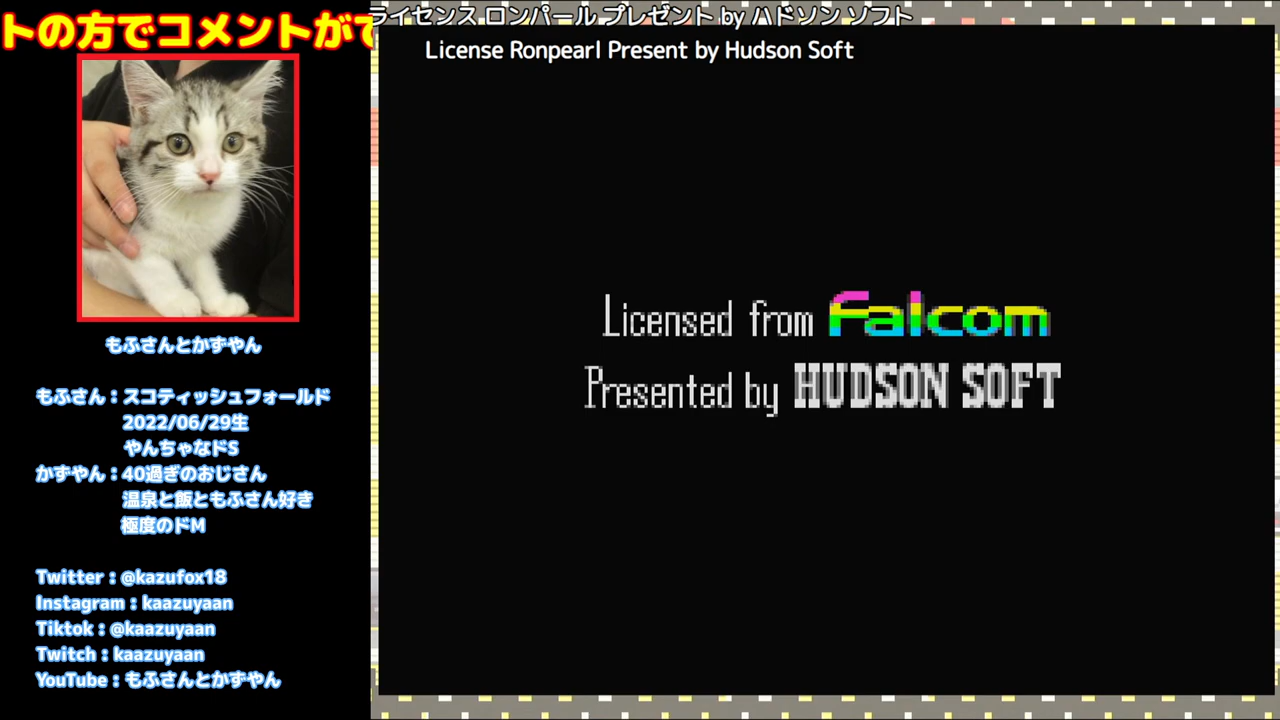 トの方でコメントがで
ライセンス ロンパール プレゼント by ハドソン ソフト
License Ronpearl Present by Hudson Soft
Licensed from Falcom
Presented by HUDSON SOFT
もふさんとかずやん
もふさん：スコティッシュフォールド
2022/06/29生
やんちゃなドS
かずやん：40過ぎのおじさん
温泉と飯ともふさん好き
極度のドM
Twitter：@kazufox18
Instagram：kaazuyaan
Tiktok：@kaazuyaan
Twitch：kaazuyaan
YouTube：もふさんとかずやん